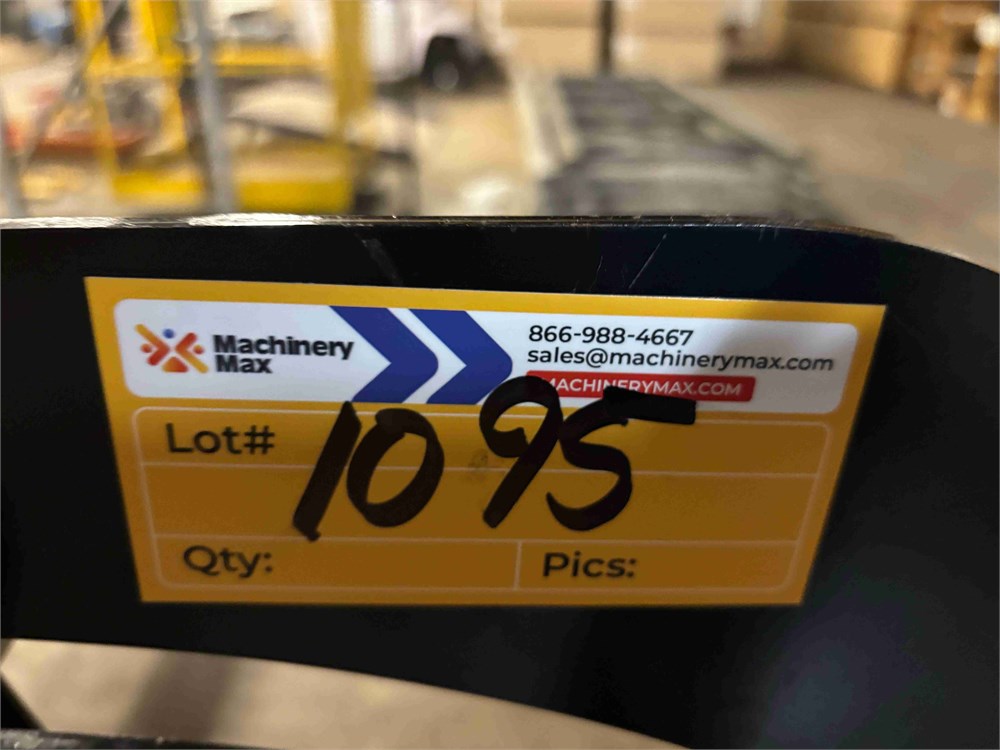 Machinery
Max
866-988-4667
sales@machinerymax.com
MACHINERYMAX.COM
Lot# 1095
Qty:
Pics: